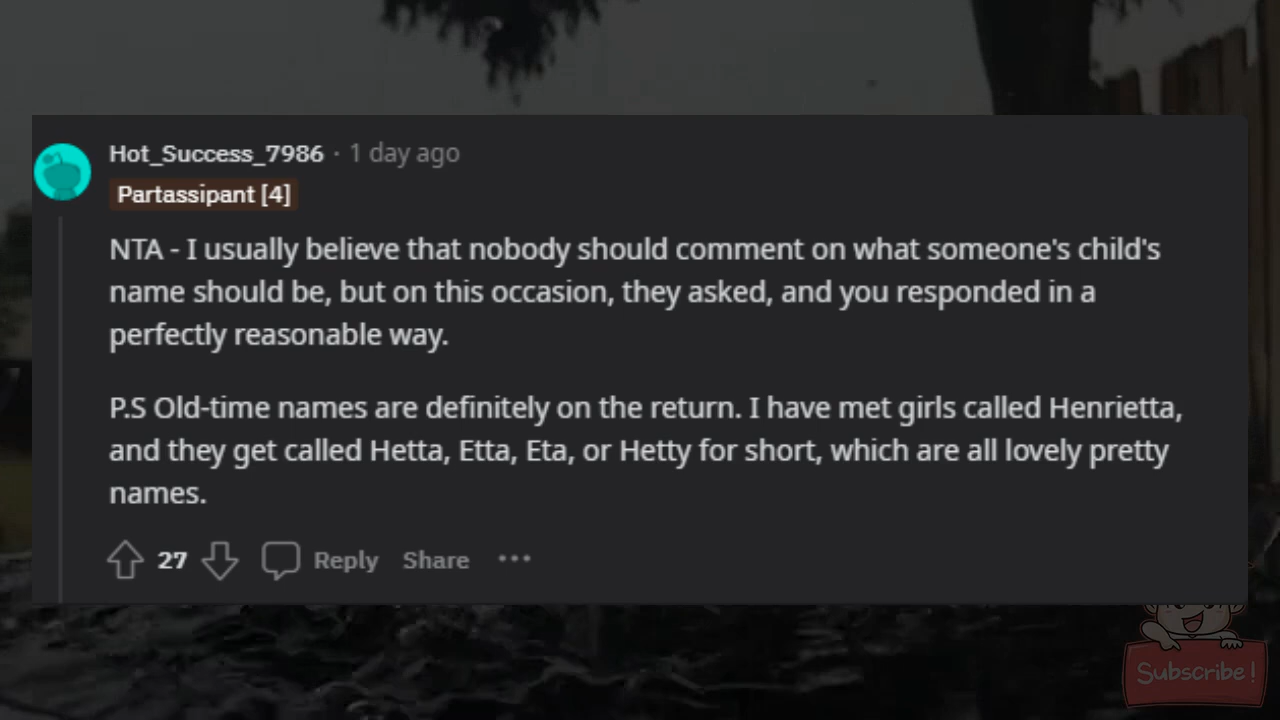 Hot_Success_7986 · 1 day ago
Partassipant [4]
NTA - I usually believe that nobody should comment on what someone's child's
name should be, but on this occasion, they asked, and you responded in a
perfectly reasonable way.
P.S Old-time names are definitely on the return. I have met girls called Henrietta,
and they get called Hetta, Etta, Eta, or Hetty for short, which are all lovely pretty
names.
27 Reply Share ···
Subscribe !